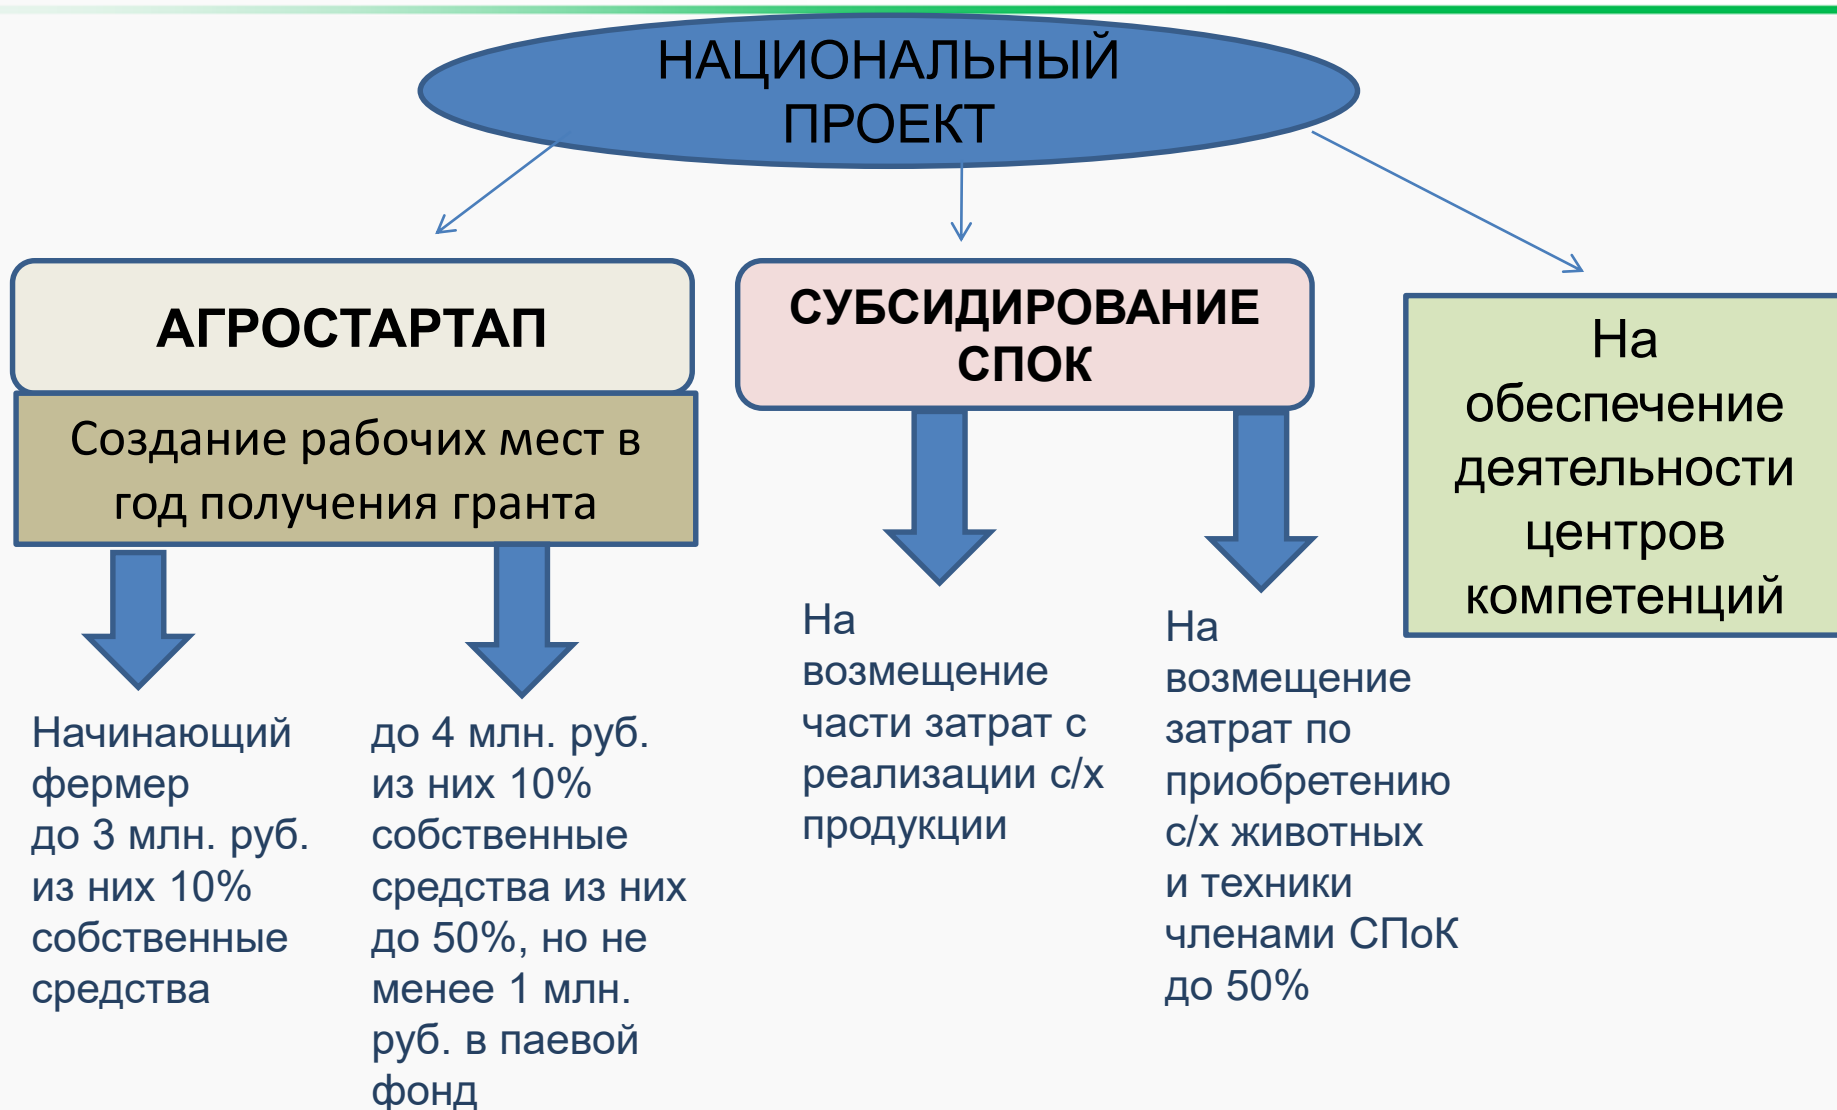 НАЦИОНАЛЬНЫЙ
ПРОЕКТ
АГРОСТАРТАП
Создание рабочих мест в
год получения гранта
Начинающий
фермер
до 3 млн. руб.
из них 10%
собственные
средства
до 4 млн. руб.
из них 10%
собственные
средства из них
до 50%, но не
менее 1 млн.
руб. в паевой
фонд
СУБСИДИРОВАНИЕ
СПОК
На
возмещение
части затрат с
реализации с/х
продукции
На
возмещение
затрат по
приобретению
с/х животных
и техники
членами СПоК
до 50%
На
обеспечение
деятельности
центров
компетенций